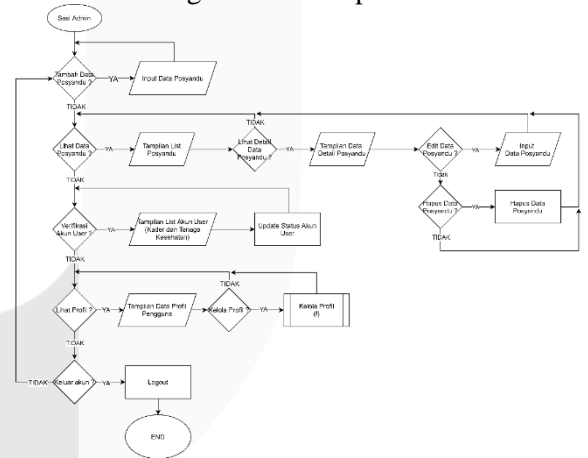 Sesi Admin
Tambah Data
Posyandu ?
YA
Input Data Posyandu
TIDAK
Lihat Data
Posyandu ?
YA
Tampilan List
Posyandu
TIDAK
Lihat Detail
Data
Posyandu ?
YA
Tampilan Data
Detail Posyandu
Edit Data
Posyandu ?
YA
Input
Data Posyandu
TIDAK
Tidak
Hapus Data
Posyandu ?
YA
Hapus Data
Posyandu
TIDAK
Verifikasi
Akun User ?
YA
Tampilan List Akun User
(Kader dan Tenaga
Kesehatan)
Update Status Akun
User
TIDAK
Lihat Profil ?
YA
Tampilan Data Profil
Pengguna
TIDAK
Kelola Profil ?
YA
Kelola Profil
(f)
TIDAK
TIDAK
Keluar akun ?
YA
Logout
END